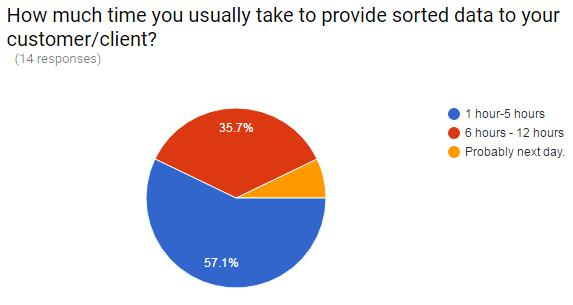 How much time you usually take to provide sorted data to your
customer/client?
(14 responses)
35.7%
57.1%
1 hour-5 hours
6 hours - 12 hours
Probably next day.